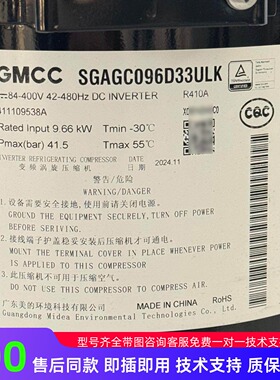 GMCC SGAGC096D33ULK
84-400V 42-480Hz DC INVERTER R410A
411109538A
Rated Input 9.66 kW Tmin -30℃
Pmax(bar) 41.5 Tmax 55℃
CQC
INVERTER REFRIGERATING COMPRESSOR DATE 2024.11
变频涡旋压缩机
警告/危险
WARNING/DANGER
1.设备需要安全接地,使用前请关闭本电源。
GROUND THE EQUIPMENT SECURELY, TURN OFF
POWER BEFORE GROUNDING
2.接线端子护盖稳妥安装后压缩机才可通电。
MOUNT THE TERMINAL COVER IN PLACE WHENEVER POWER
IS APPLIED TO THIS COMPRESSOR
3.此压缩机不可用空气压缩。
DO NOT COMPRESS AIR WITH THIS COMPRESSOR
MADE IN CHINA RoHS
广东美的环境科技有限公司
Guangdong Midea Environmental Technologies Co., Ltd
型号齐全带图咨询客服免费一对一技术支持
售后同款 即插即用 技术支持 质